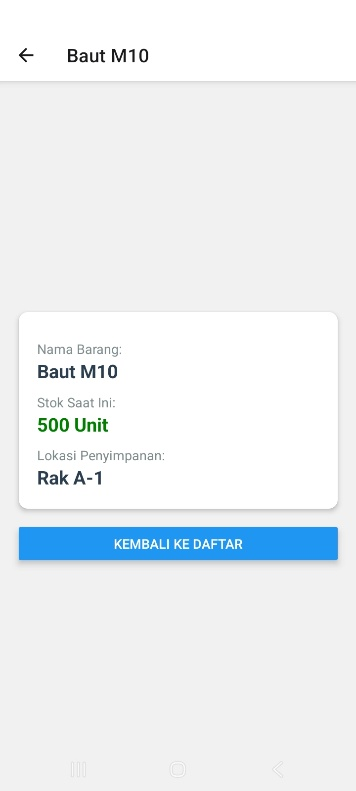 Baut M10
Nama Barang:
Baut M10
Stok Saat Ini:
500 Unit
Lokasi Penyimpanan:
Rak A-1
KEMBALI KE DAFTAR